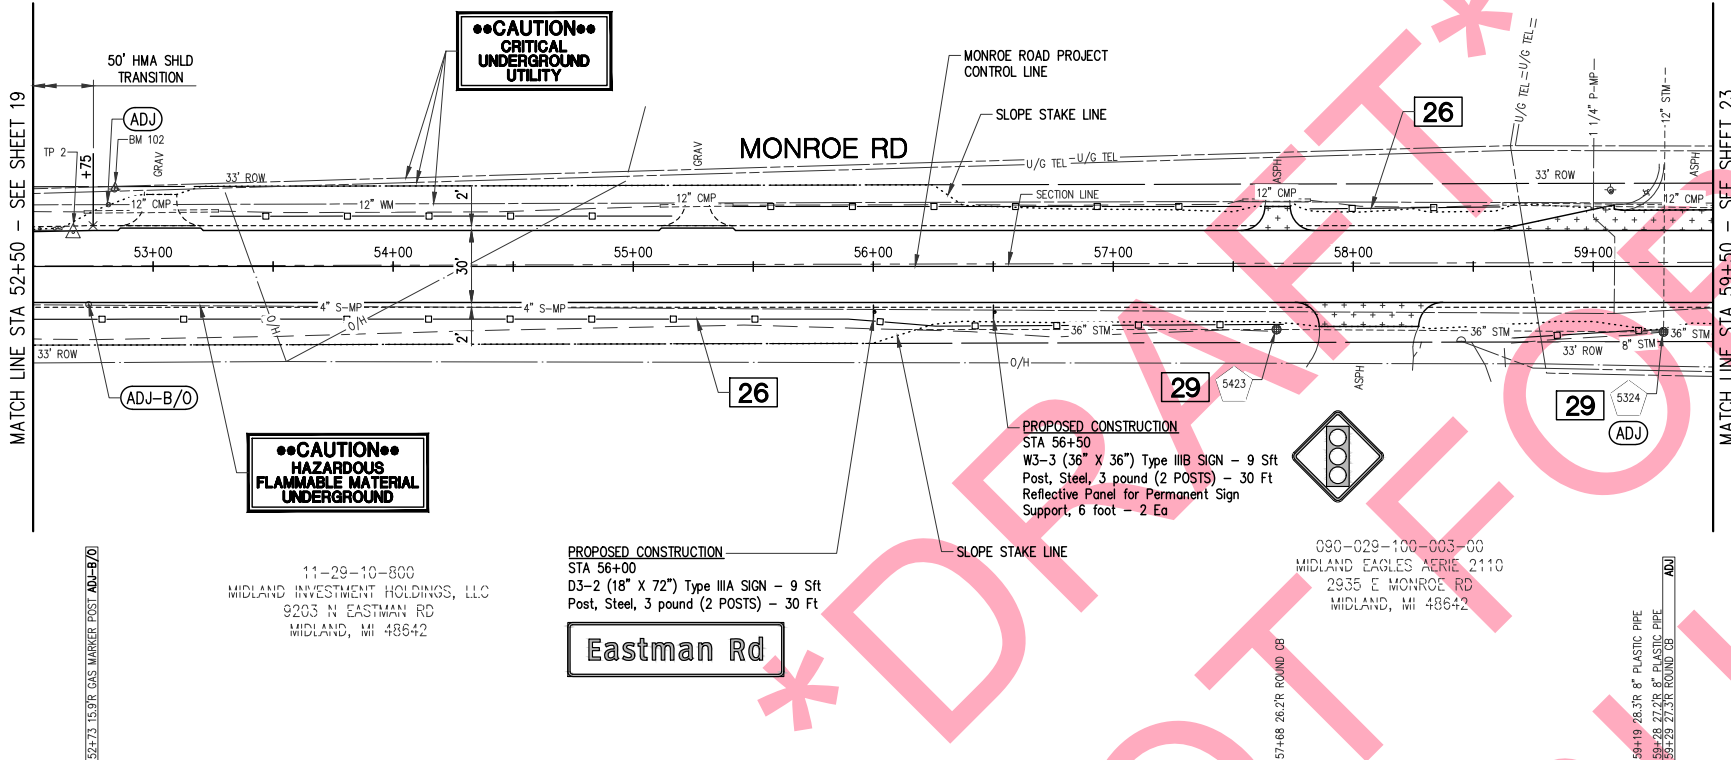 MATCH LINE STA 52+50 – SEE SHEET 19
50' HMA SHLD
TRANSITION
ADJ
BM 102
TP 2
+75
GRAV
••CAUTION••
CRITICAL
UNDERGROUND
UTILITY
MONROE RD
GRAV
MONROE ROAD PROJECT
CONTROL LINE
SLOPE STAKE LINE
26
U/G TEL
U/G TEL
U/G TEL
U/G TEL
1 1/4" P-MP
12" STM
ASPH
ASPH
33' ROW
33' ROW
12" CMP
12" WM
2'
12" CMP
SECTION LINE
12" CMP
12" CMP
53+00
54+00
30'
55+00
56+00
57+00
58+00
59+00
4" S-MP
4" S-MP
O/H
O/H
2'
36" STM
36" STM
8" STM
36" STM
33' ROW
33' ROW
O/H
ADJ-B/O
26
29
5423
ASPH
29
5324
ADJ
MATCH LINE STA 59+50 – SEE SHEET 23
••CAUTION••
HAZARDOUS
FLAMMABLE MATERIAL
UNDERGROUND
PROPOSED CONSTRUCTION
STA 56+50
W3-3 (36" X 36") Type IIIB SIGN – 9 Sft
Post, Steel, 3 pound (2 POSTS) – 30 Ft
Reflective Panel for Permanent Sign
Support, 6 foot – 2 Ea
PROPOSED CONSTRUCTION
STA 56+00
D3-2 (18" X 72") Type IIIA SIGN – 9 Sft
Post, Steel, 3 pound (2 POSTS) – 30 Ft
Eastman Rd
SLOPE STAKE LINE
11-29-10-800
MIDLAND INVESTMENT HOLDINGS, LLC
9203 N EASTMAN RD
MIDLAND, MI 48642
090-029-100-003-00
MIDLAND EAGLES AERIE 2110
2935 E MONROE RD
MIDLAND, MI 48642
52+73 15.9'R GAS MARKER POST ADJ-B/O
57+68 26.2'R ROUND CB
59+19 28.3'R 8" PLASTIC PIPE
59+28 27.2'R 8" PLASTIC PIPE
59+29 27.3'R ROUND CB ADJ
*DRAFT*